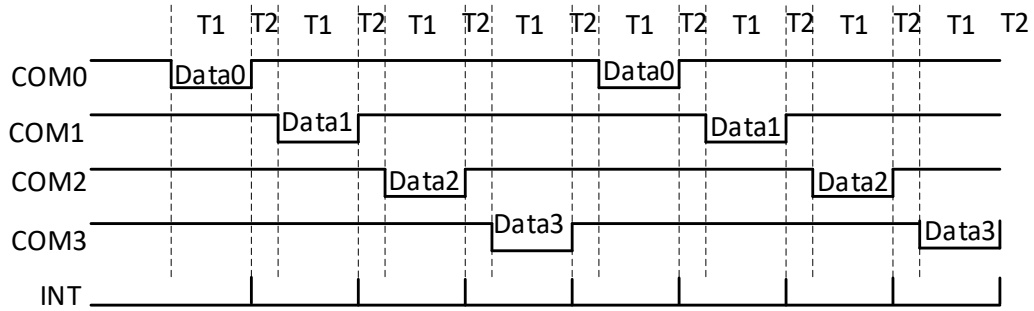 T1 T2 T1 T2 T1 T2 T1 T2 T1 T2 T1 T2 T1 T2 T1 T2
COM0 Data0 Data0
COM1 Data1 Data1
COM2 Data2 Data2
COM3 Data3 Data3
INT